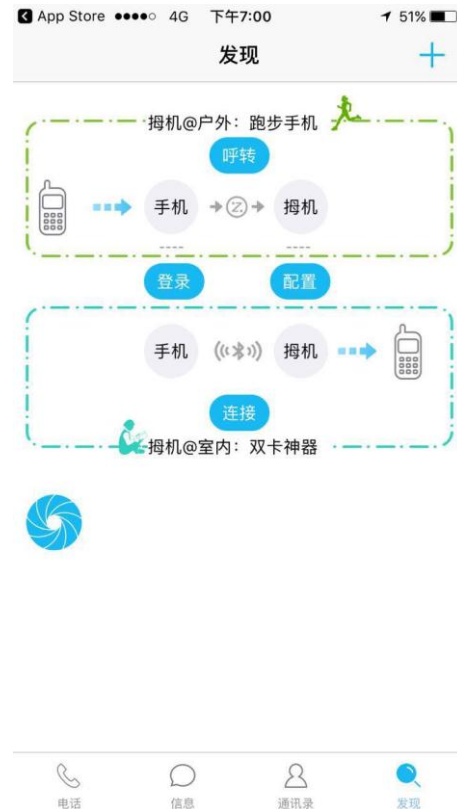 App Store 4G 下午7:00 51%
发现
拇机@户外：跑步手机
呼转
手机 Z 拇机
---- ----
登录 配置
手机 拇机
连接
拇机@室内：双卡神器
电话 信息 通讯录 发现